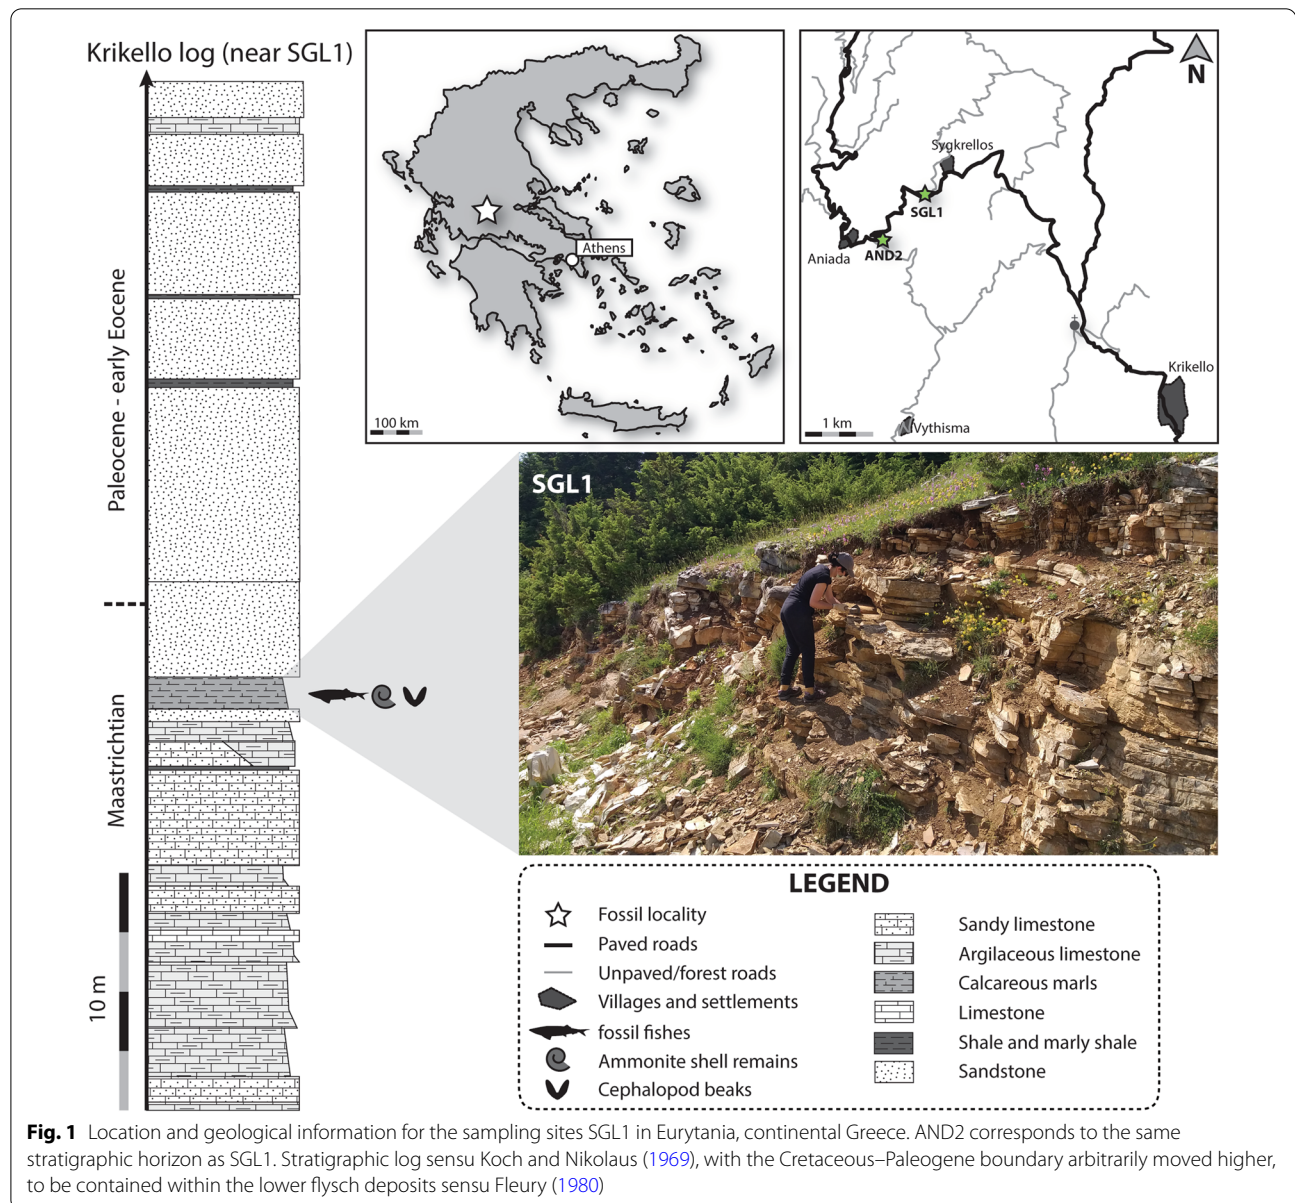 Krikello log (near SGL1)
Paleocene - early Eocene
Maastrichtian
10 m
Athens
100 km
N
Sygkrellos
SGL1
Aniada
AND2
Krikello
Vythisma
1 km
SGL1
LEGEND
Fossil locality
Paved roads
Unpaved/forest roads
Villages and settlements
fossil fishes
Ammonite shell remains
Cephalopod beaks
Sandy limestone
Argilaceous limestone
Calcareous marls
Limestone
Shale and marly shale
Sandstone
Fig. 1 Location and geological information for the sampling sites SGL1 in Eurytania, continental Greece. AND2 corresponds to the same
stratigraphic horizon as SGL1. Stratigraphic log sensu Koch and Nikolaus (1969), with the Cretaceous–Paleogene boundary arbitrarily moved higher,
to be contained within the lower flysch deposits sensu Fleury (1980)